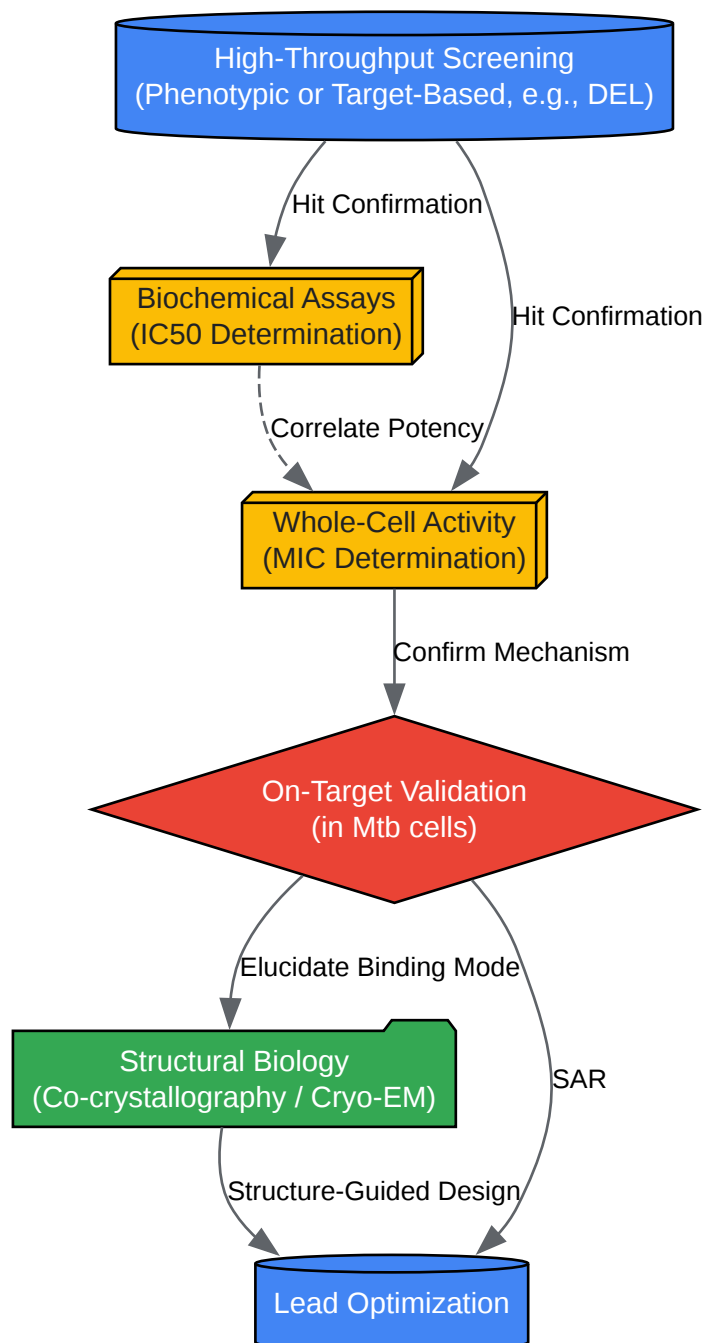 High-Throughput Screening
(Phenotypic or Target-Based, e.g., DEL)
Hit Confirmation
Biochemical Assays
(IC50 Determination)
Hit Confirmation
Correlate Potency
Whole-Cell Activity
(MIC Determination)
Confirm Mechanism
On-Target Validation
(in Mtb cells)
Elucidate Binding Mode
Structural Biology
(Co-crystallography / Cryo-EM)
SAR
Structure-Guided Design
Lead Optimization